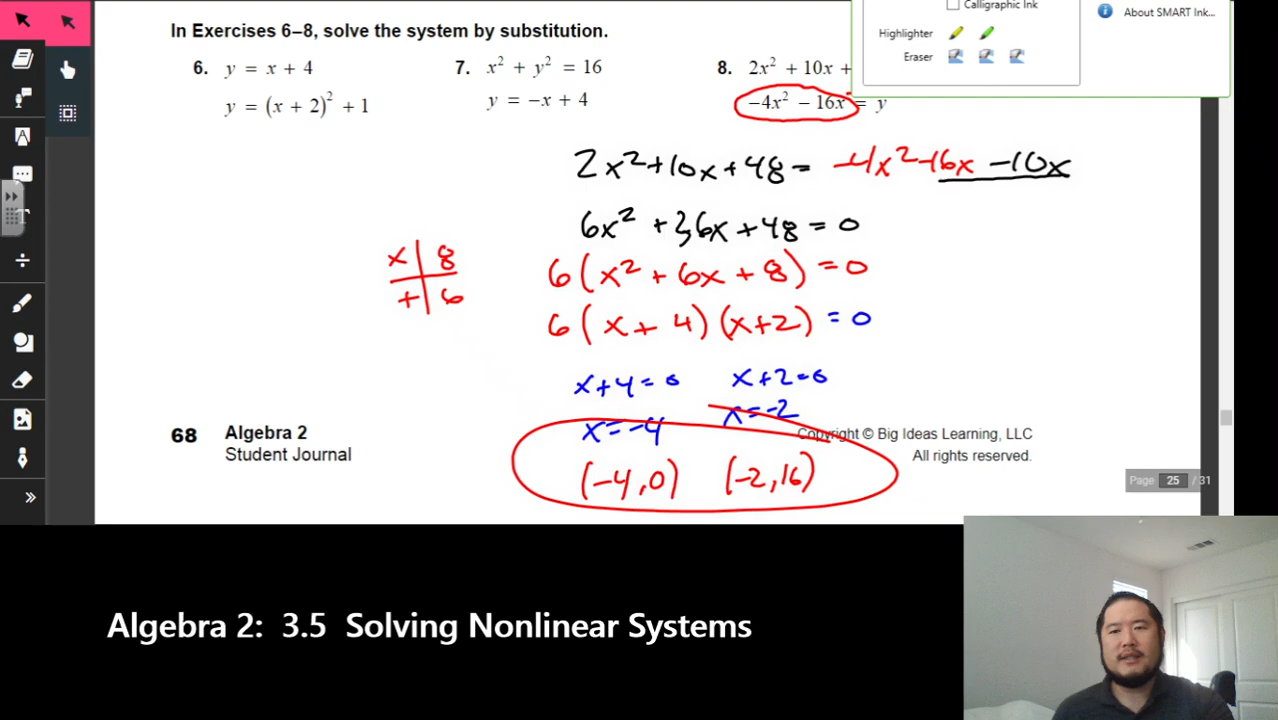 Calligraphic Ink
About SMART Ink...
Highlighter
Eraser
In Exercises 6–8, solve the system by substitution.
6. y = x + 4
y = (x + 2)² + 1
7. x² + y² = 16
y = −x + 4
8. 2x² + 10x +
−4x² − 16x = y
2x²+10x+48= -4x²-16x -10x
6x² + 36x+48 = 0
x 8
+ 6
6(x² + 6x + 8) = 0
6(x + 4)(x+2) = 0
x+4=0 x+2=0
x=-4 x=-2
(-4,0) (-2,16)
68 Algebra 2
Student Journal
Copyright © Big Ideas Learning, LLC
All rights reserved.
Page 25 / 31
Algebra 2: 3.5 Solving Nonlinear Systems